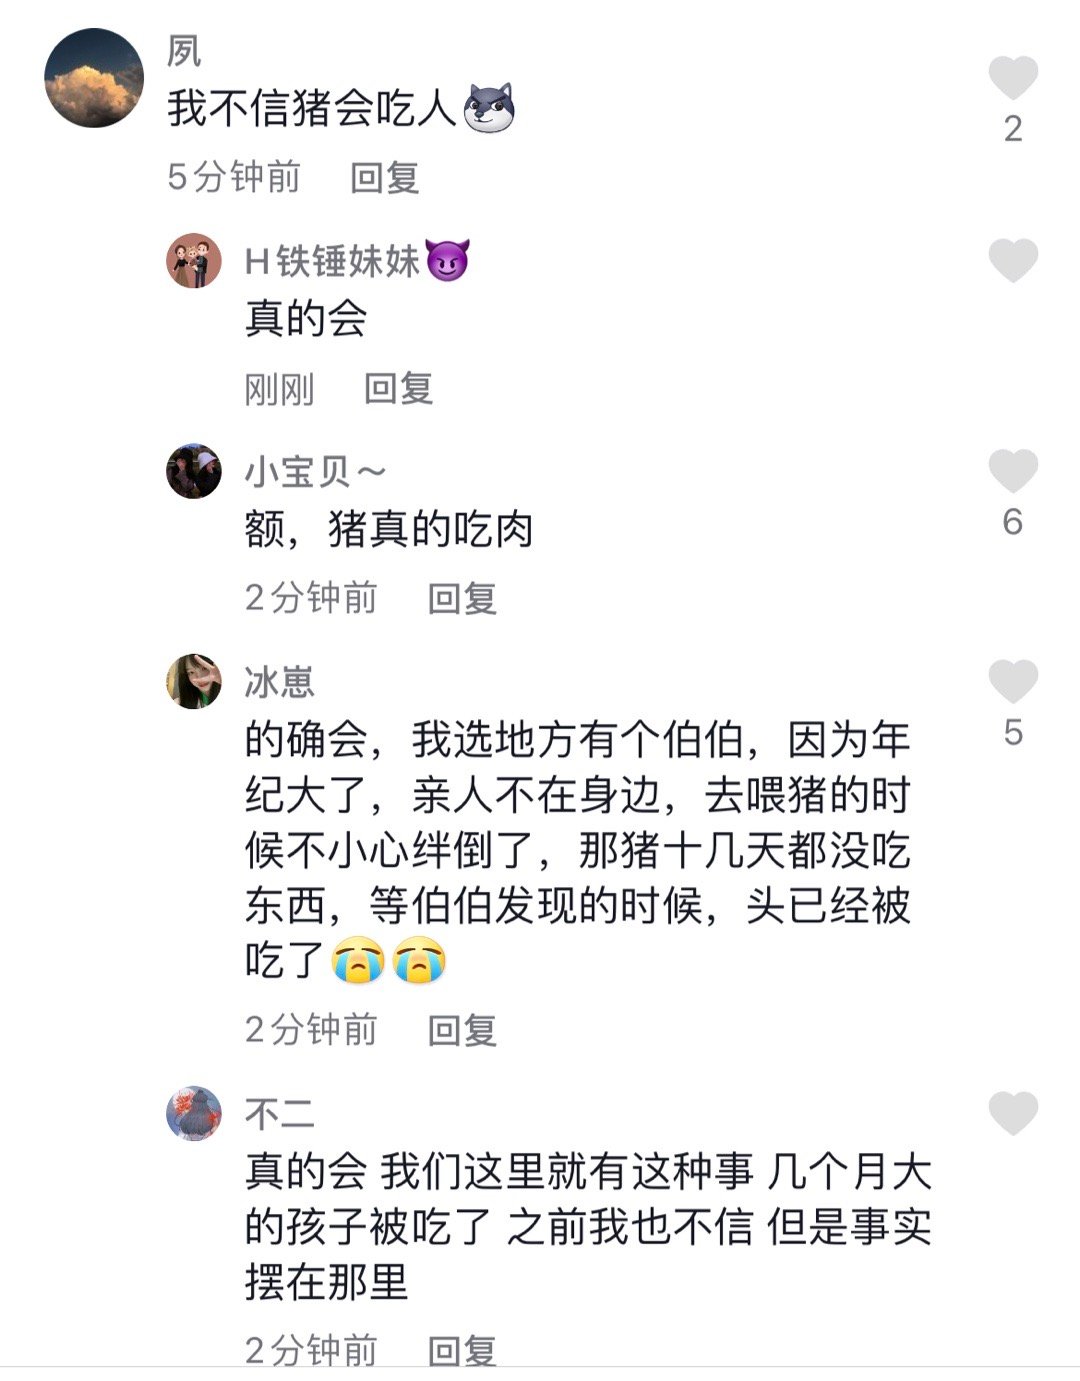 夙
我不信猪会吃人
2
5分钟前 回复
H铁锤妹妹
真的会
刚刚 回复
小宝贝～
额，猪真的吃肉
6
2分钟前 回复
冰崽
的确会，我选地方有个伯伯，因为年
5
纪大了，亲人不在身边，去喂猪的时
候不小心绊倒了，那猪十几天都没吃
东西，等伯伯发现的时候，头已经被
吃了
2分钟前 回复
不二
真的会 我们这里就有这种事 几个月大
的孩子被吃了 之前我也不信 但是事实
摆在那里
2分钟前 回复